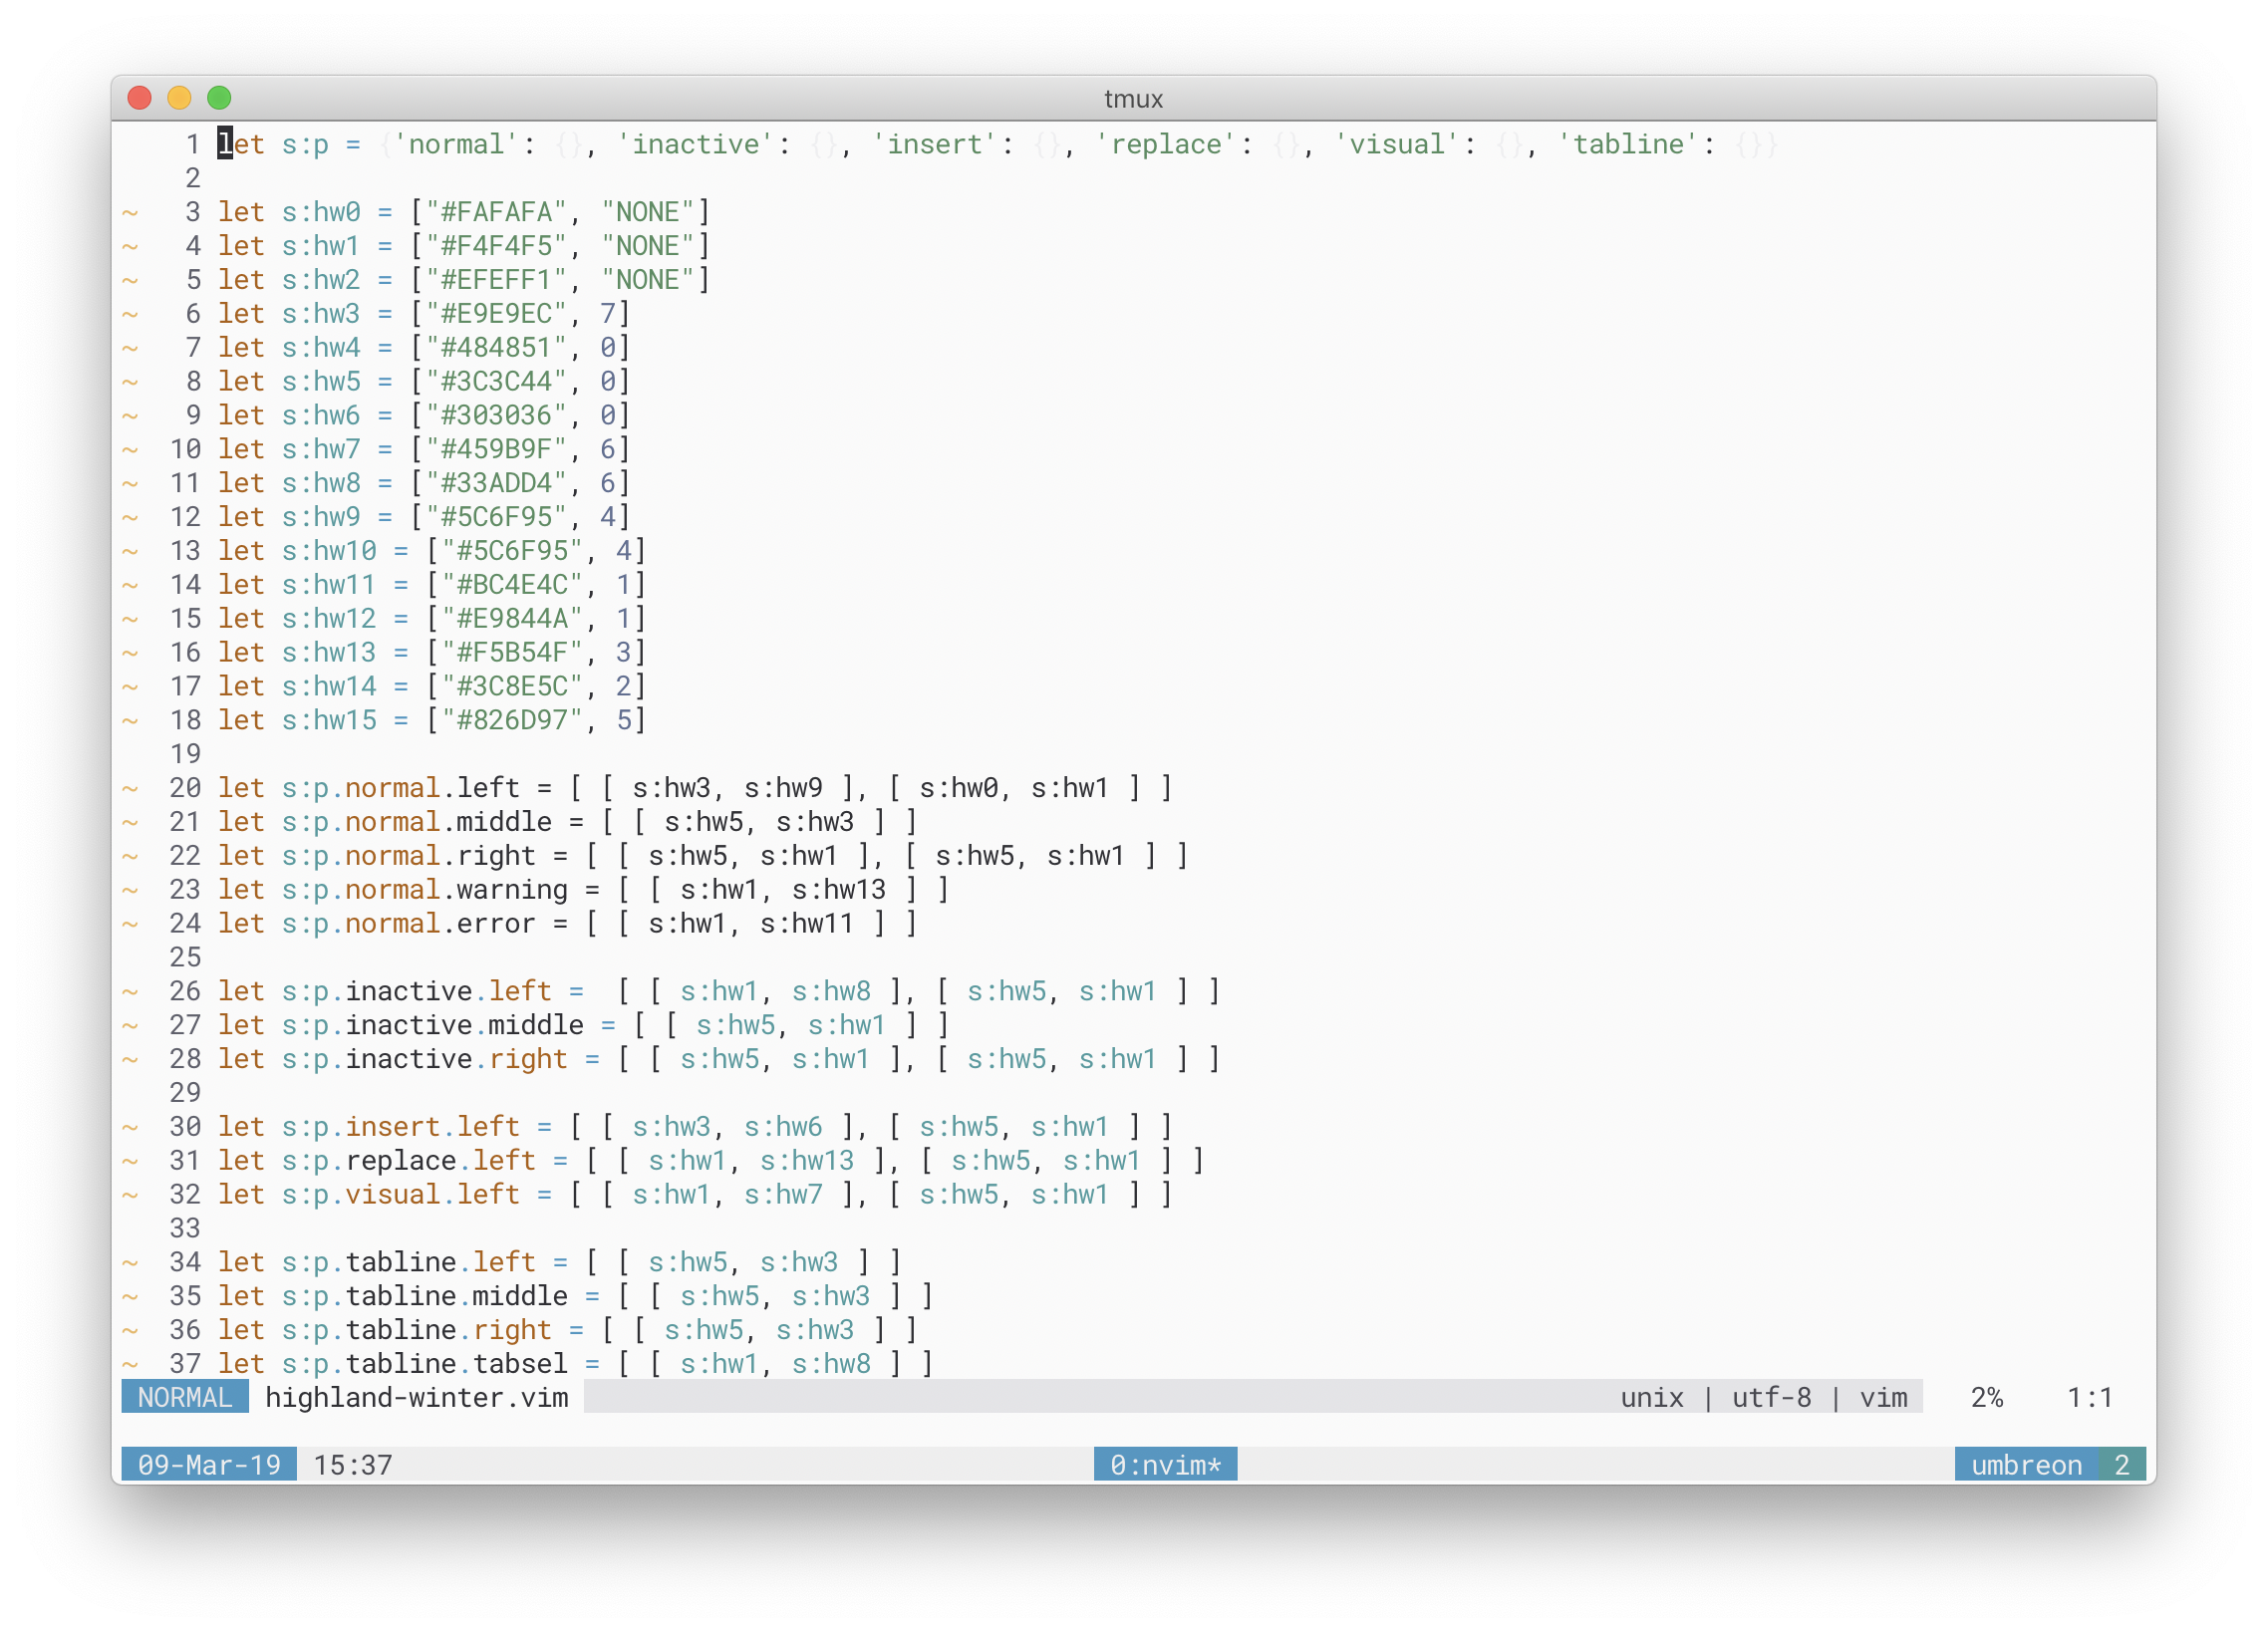 tmux
1 let s:p = {'normal': {}, 'inactive': {}, 'insert': {}, 'replace': {}, 'visual': {}, 'tabline': {}}
2
~ 3 let s:hw0 = ["#FAFAFA", "NONE"]
~ 4 let s:hw1 = ["#F4F4F5", "NONE"]
~ 5 let s:hw2 = ["#EFEFF1", "NONE"]
~ 6 let s:hw3 = ["#E9E9EC", 7]
~ 7 let s:hw4 = ["#484851", 0]
~ 8 let s:hw5 = ["#3C3C44", 0]
~ 9 let s:hw6 = ["#303036", 0]
~ 10 let s:hw7 = ["#459B9F", 6]
~ 11 let s:hw8 = ["#33ADD4", 6]
~ 12 let s:hw9 = ["#5C6F95", 4]
~ 13 let s:hw10 = ["#5C6F95", 4]
~ 14 let s:hw11 = ["#BC4E4C", 1]
~ 15 let s:hw12 = ["#E9844A", 1]
~ 16 let s:hw13 = ["#F5B54F", 3]
~ 17 let s:hw14 = ["#3C8E5C", 2]
~ 18 let s:hw15 = ["#826D97", 5]
19
~ 20 let s:p.normal.left = [ [ s:hw3, s:hw9 ], [ s:hw0, s:hw1 ] ]
~ 21 let s:p.normal.middle = [ [ s:hw5, s:hw3 ] ]
~ 22 let s:p.normal.right = [ [ s:hw5, s:hw1 ], [ s:hw5, s:hw1 ] ]
~ 23 let s:p.normal.warning = [ [ s:hw1, s:hw13 ] ]
~ 24 let s:p.normal.error = [ [ s:hw1, s:hw11 ] ]
25
~ 26 let s:p.inactive.left =  [ [ s:hw1, s:hw8 ], [ s:hw5, s:hw1 ] ]
~ 27 let s:p.inactive.middle = [ [ s:hw5, s:hw1 ] ]
~ 28 let s:p.inactive.right = [ [ s:hw5, s:hw1 ], [ s:hw5, s:hw1 ] ]
29
~ 30 let s:p.insert.left = [ [ s:hw3, s:hw6 ], [ s:hw5, s:hw1 ] ]
~ 31 let s:p.replace.left = [ [ s:hw1, s:hw13 ], [ s:hw5, s:hw1 ] ]
~ 32 let s:p.visual.left = [ [ s:hw1, s:hw7 ], [ s:hw5, s:hw1 ] ]
33
~ 34 let s:p.tabline.left = [ [ s:hw5, s:hw3 ] ]
~ 35 let s:p.tabline.middle = [ [ s:hw5, s:hw3 ] ]
~ 36 let s:p.tabline.right = [ [ s:hw5, s:hw3 ] ]
~ 37 let s:p.tabline.tabsel = [ [ s:hw1, s:hw8 ] ]
NORMAL highland-winter.vim unix | utf-8 | vim 2% 1:1
09-Mar-19 15:37 0:nvim* umbreon 2